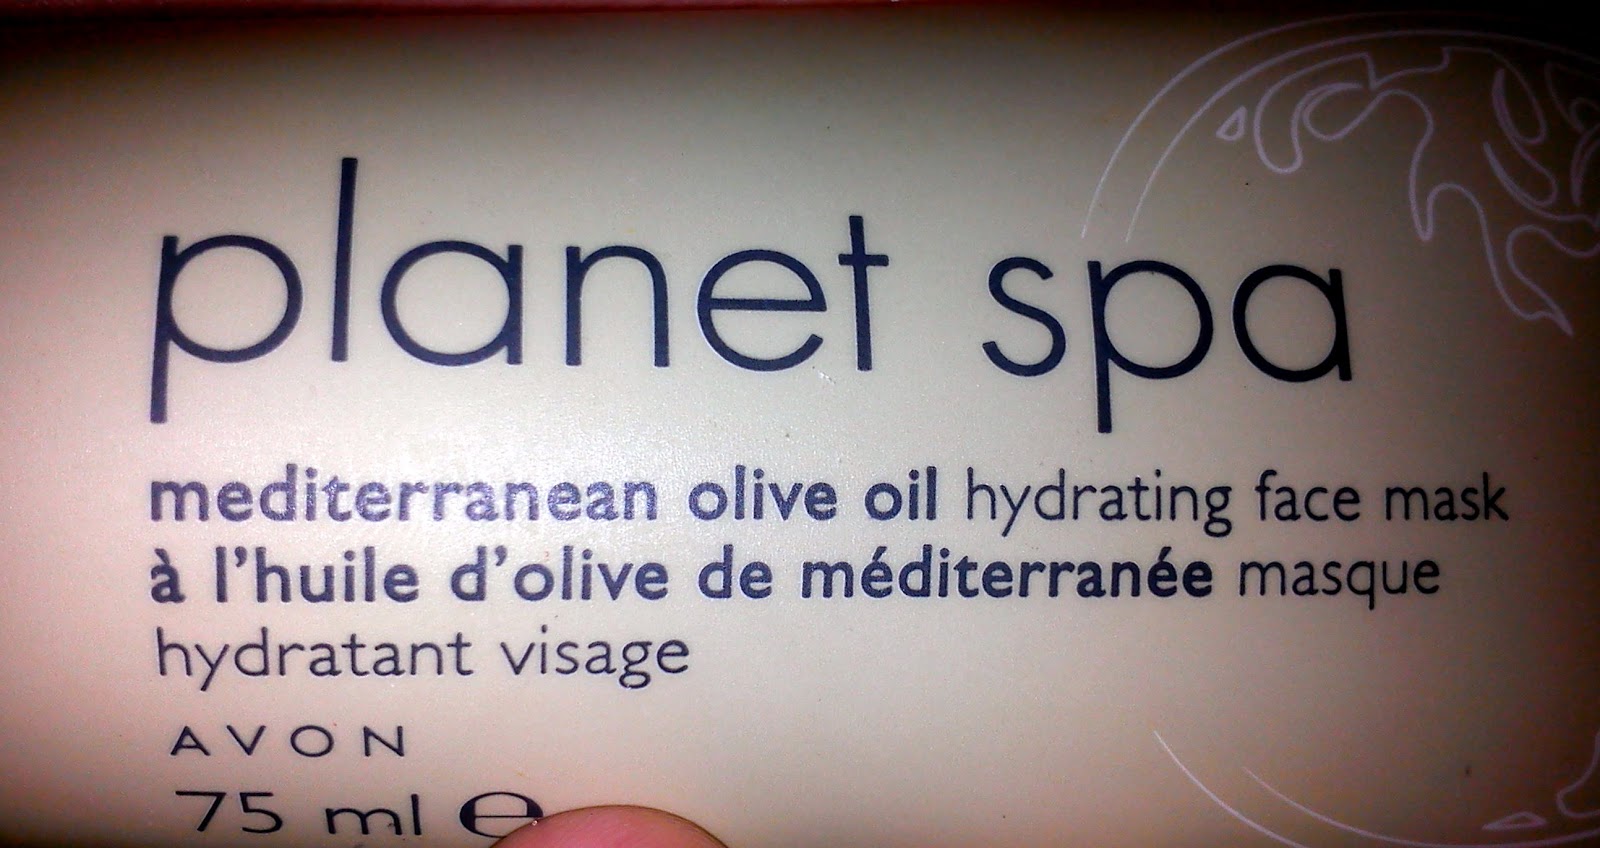 planet spa
mediterranean olive oil hydrating face mask
à l'huile d'olive de méditerranée masque
hydratant visage
AVON
75 ml ℮